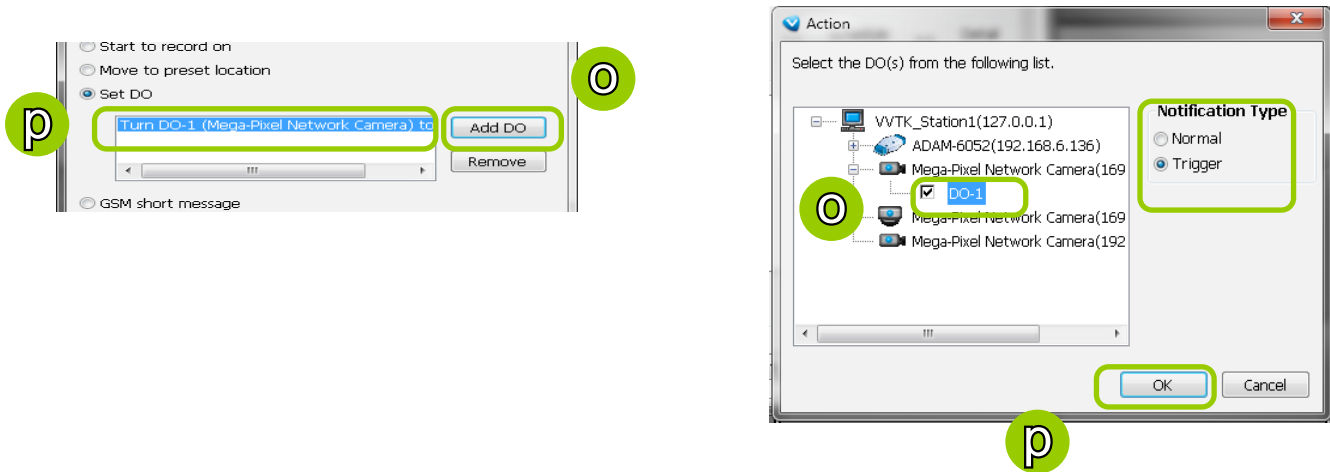 Start to record on
Move to preset location
Set DO
Turn DO-1 (Mega-Pixel Network Camera) to
Add DO
Remove
GSM short message
p
o
Action
Select the DO(s) from the following list.
VVTK_Station1(127.0.0.1)
ADAM-6052(192.168.6.136)
Mega-Pixel Network Camera(169
DO-1
Mega-Pixel Network Camera(169
Mega-Pixel Network Camera(192
Notification Type
Normal
Trigger
OK
Cancel
o
p